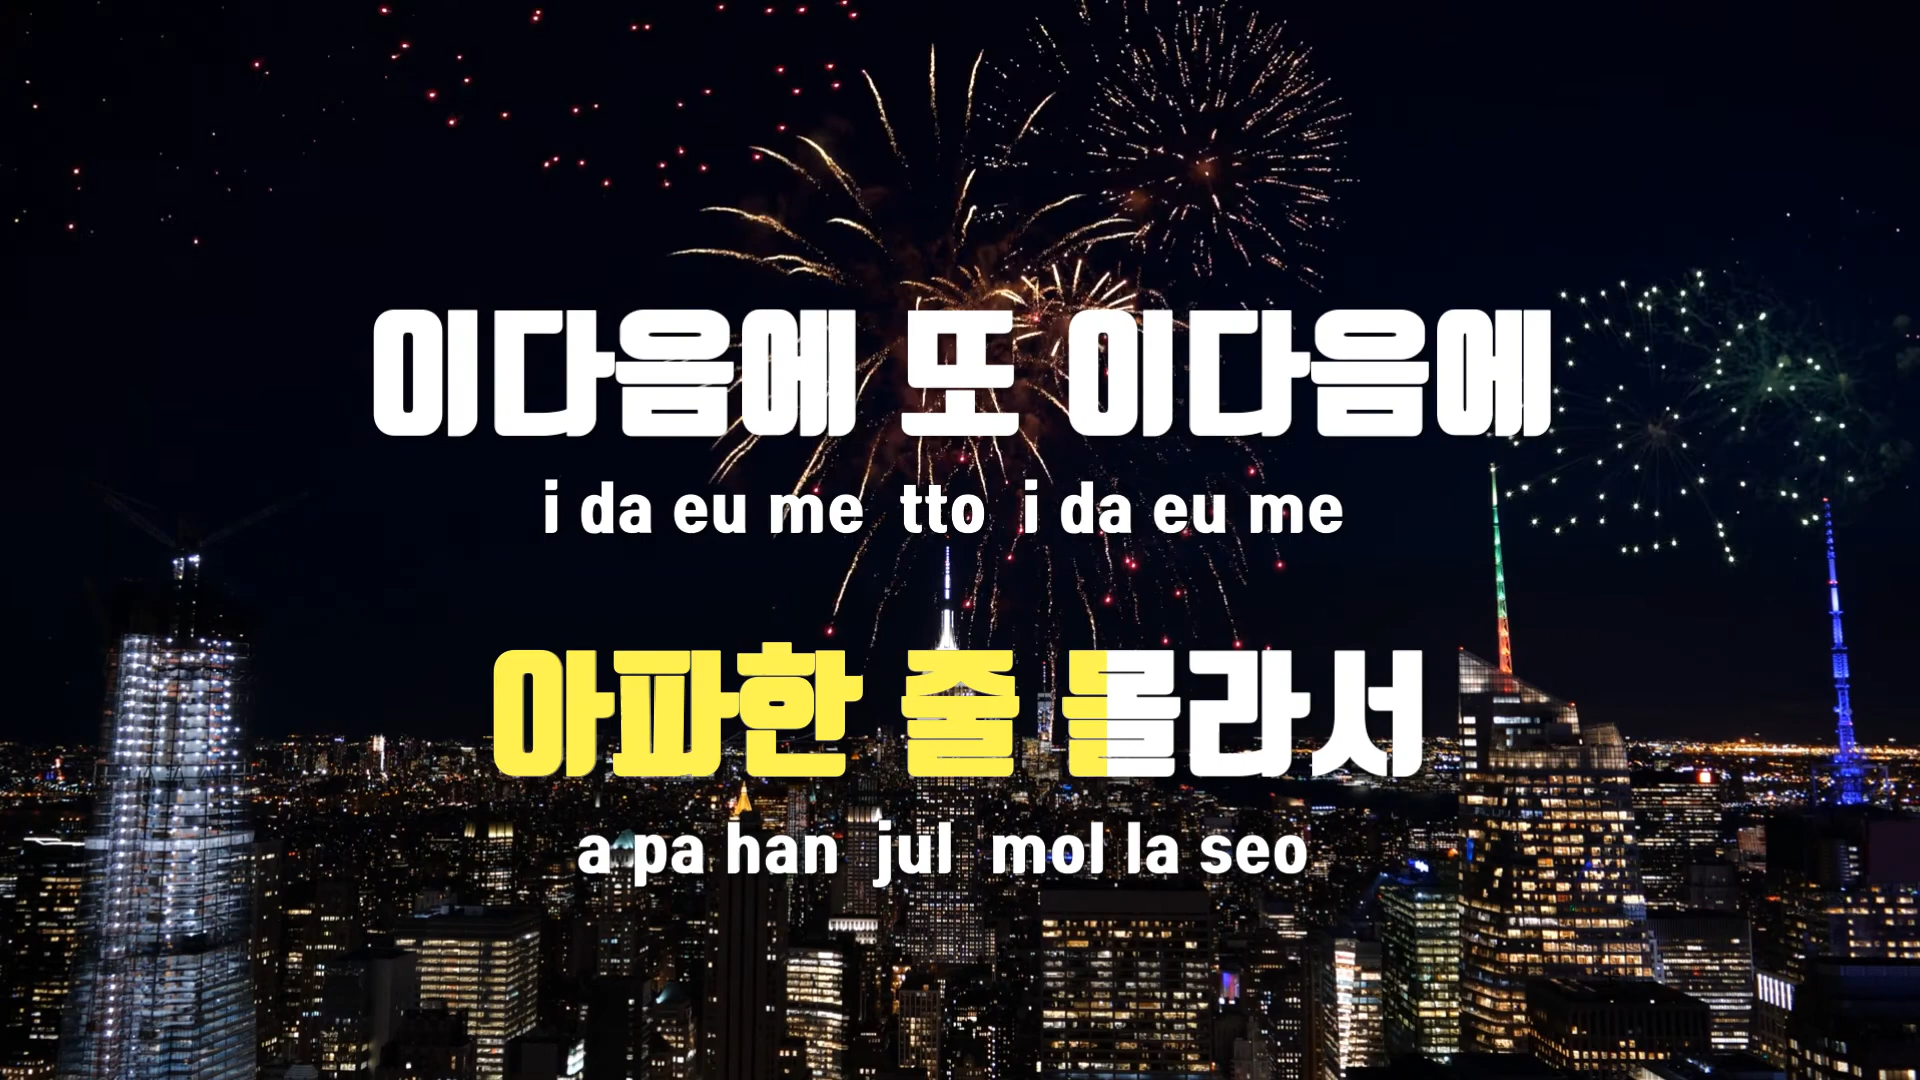 이다음에 또 이다음에
i da eu me tto i da eu me
아파한 줄 몰라서
a pa han jul mol la seo